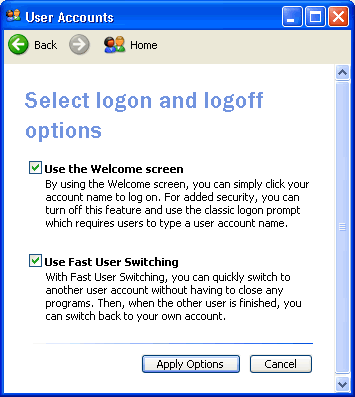 User Accounts
Back Home
Select logon and logoff
options
Use the Welcome screen
By using the Welcome screen, you can simply click your
account name to log on. For added security, you can
turn off this feature and use the classic logon prompt
which requires users to type a user account name.
Use Fast User Switching
With Fast User Switching, you can quickly switch to
another user account without having to close any
programs. Then, when the other user is finished, you
can switch back to your own account.
Apply Options Cancel